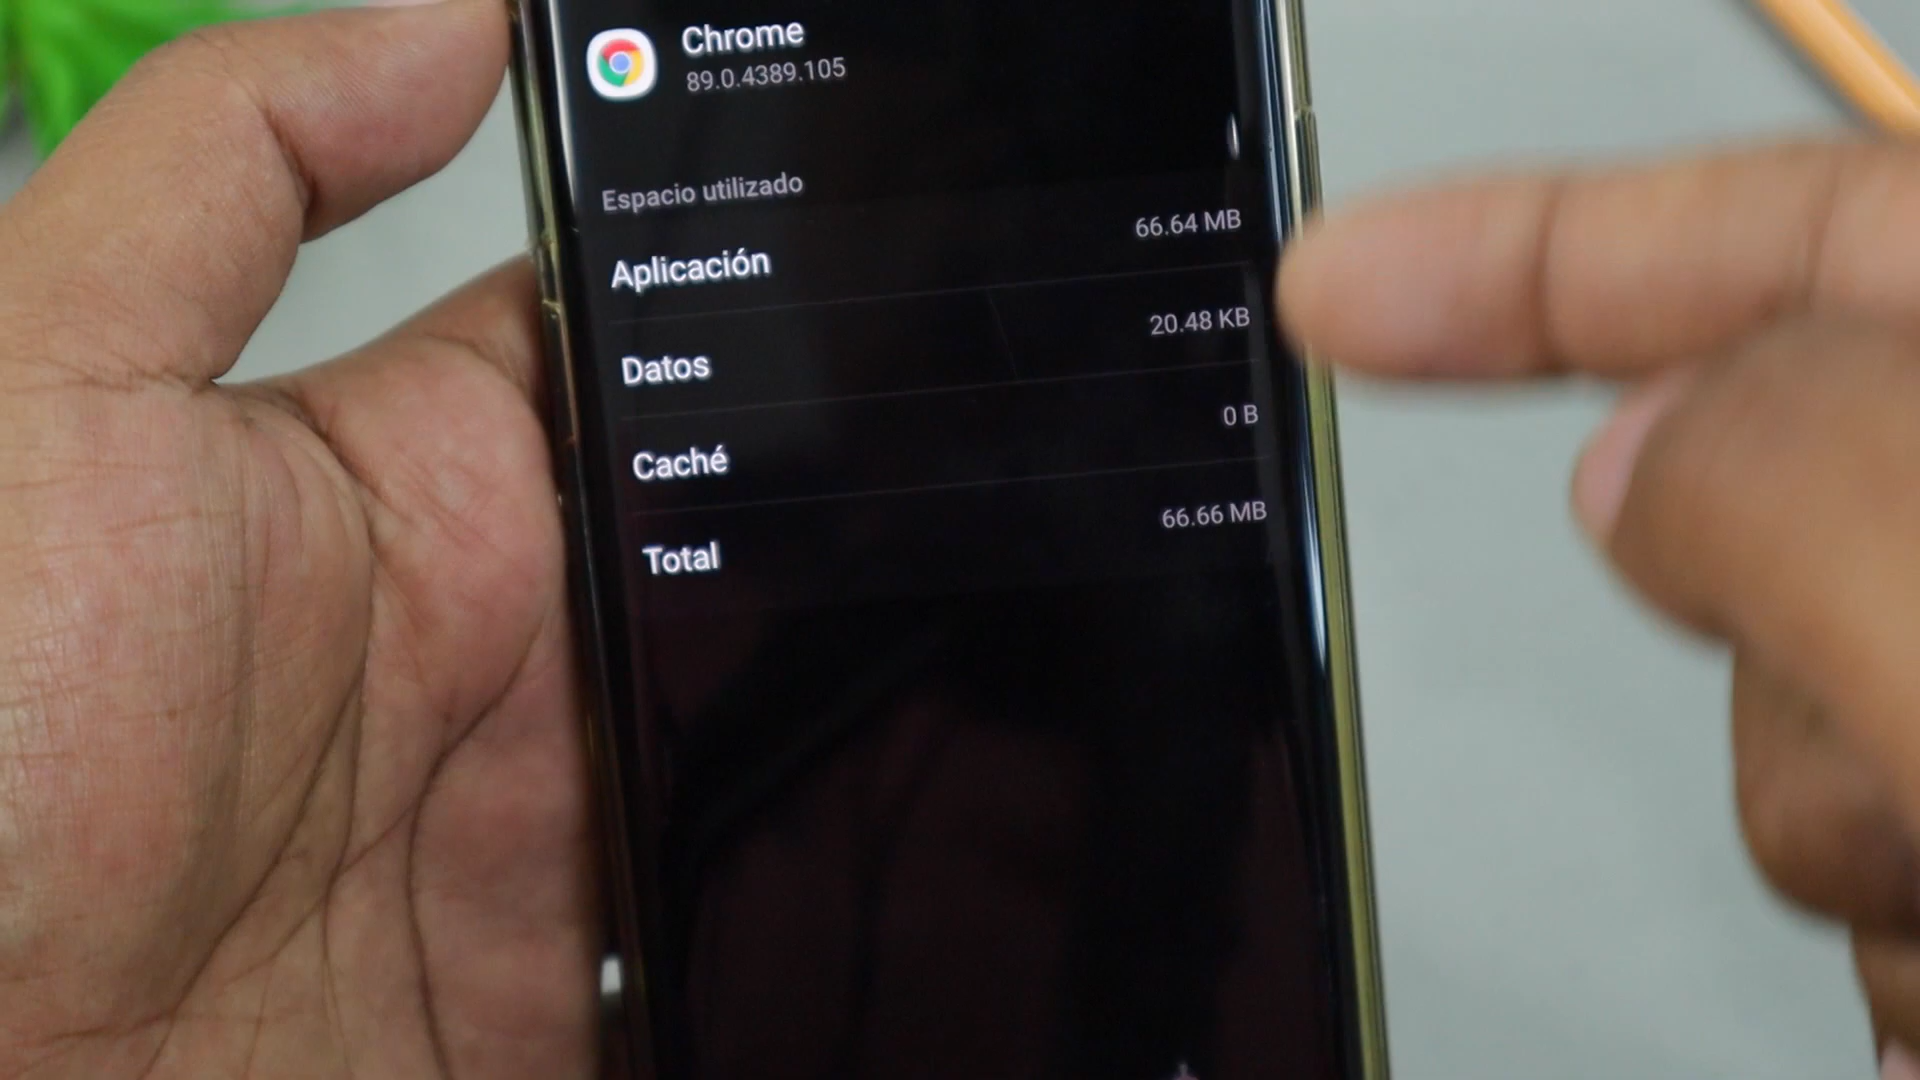 Chrome
89.0.4389.105
Espacio utilizado
Aplicación
66.64 MB
Datos
20.48 KB
Caché
0 B
Total
66.66 MB